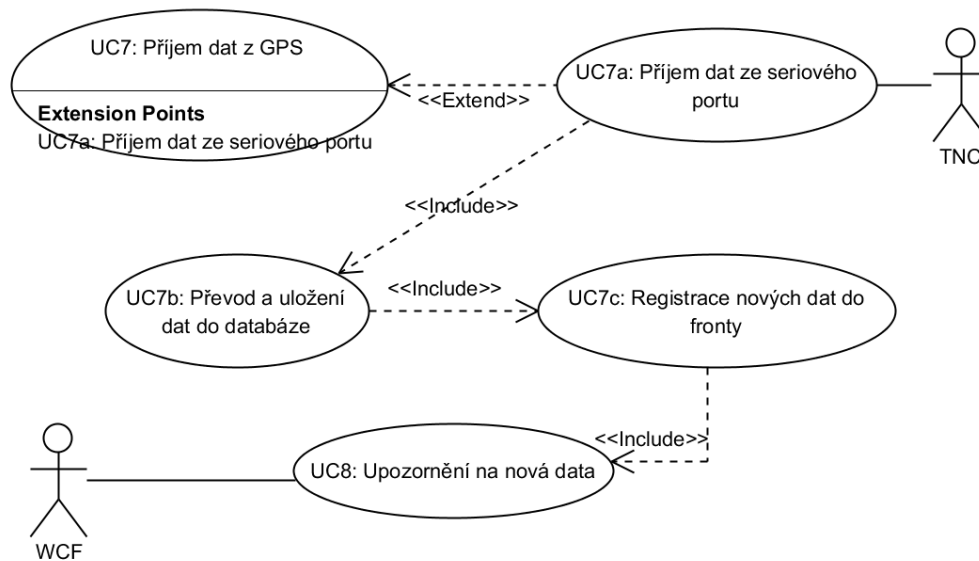 UC7: Příjem dat z GPS
Extension Points
UC7a: Příjem dat ze seriového portu
<<Extend>>
UC7a: Příjem dat ze seriového
portu
TNC
<<Include>>
UC7b: Převod a uložení
dat do databáze
<<Include>>
UC7c: Registrace nových dat do
fronty
<<Include>>
UC8: Upozornění na nová data
WCF